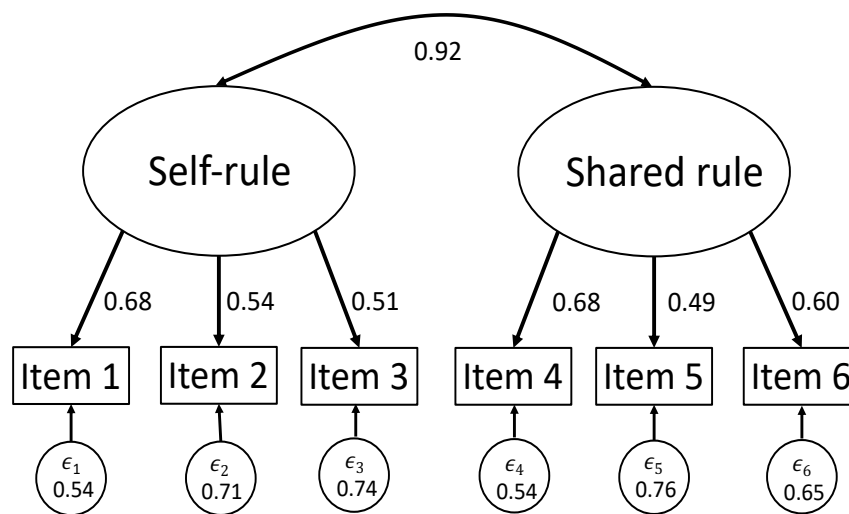 0.92
Self-rule
Shared rule
0.68
0.54
0.51
0.68
0.49
0.60
Item 1
Item 2
Item 3
Item 4
Item 5
Item 6
ϵ1
0.54
ϵ2
0.71
ϵ3
0.74
ϵ4
0.54
ϵ5
0.76
ϵ6
0.65